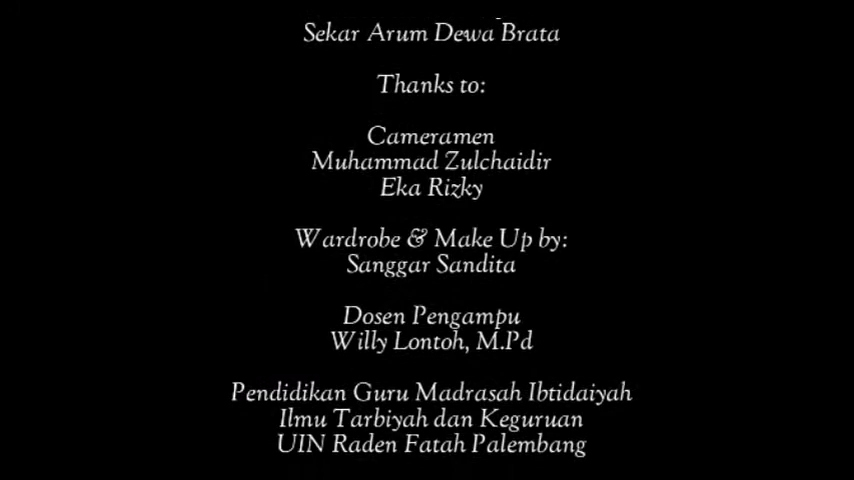 Sekar Arum Dewa Brata
Thanks to:
Cameramen
Muhammad Zulchaidir
Eka Rizky
Wardrobe & Make Up by:
Sanggar Sandita
Dosen Pengampu
Willy Lontoh, M.Pd
Pendidikan Guru Madrasah Ibtidaiyah
Ilmu Tarbiyah dan Keguruan
UIN Raden Fatah Palembang